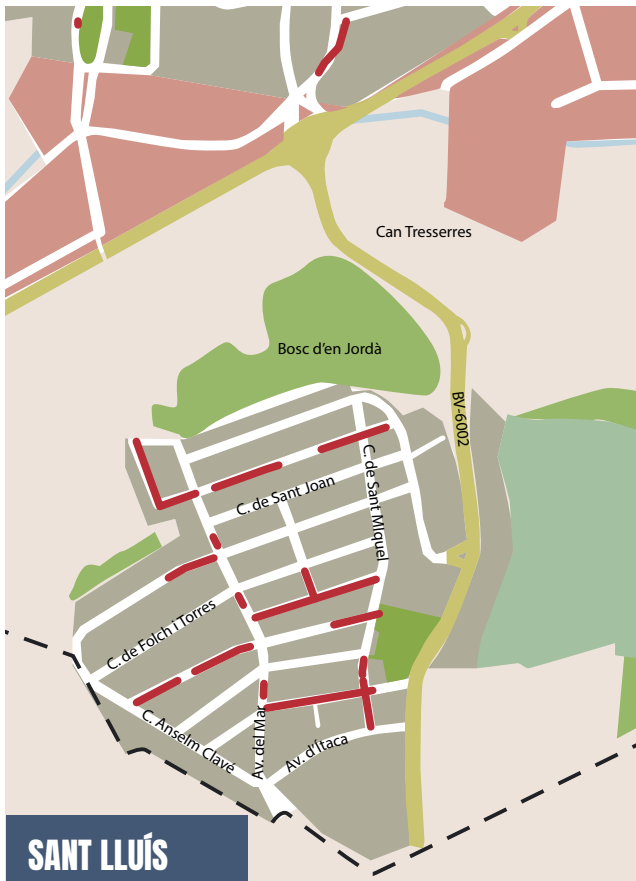 Can Tresserres
Bosc d'en Jordà
BV-6002
C. de Sant Joan
C. de Sant MIquel
C. de Folch i Torres
C. Anselm Clavé
Av. del Mar
Av. d'Ítaca
SANT LLUÍS